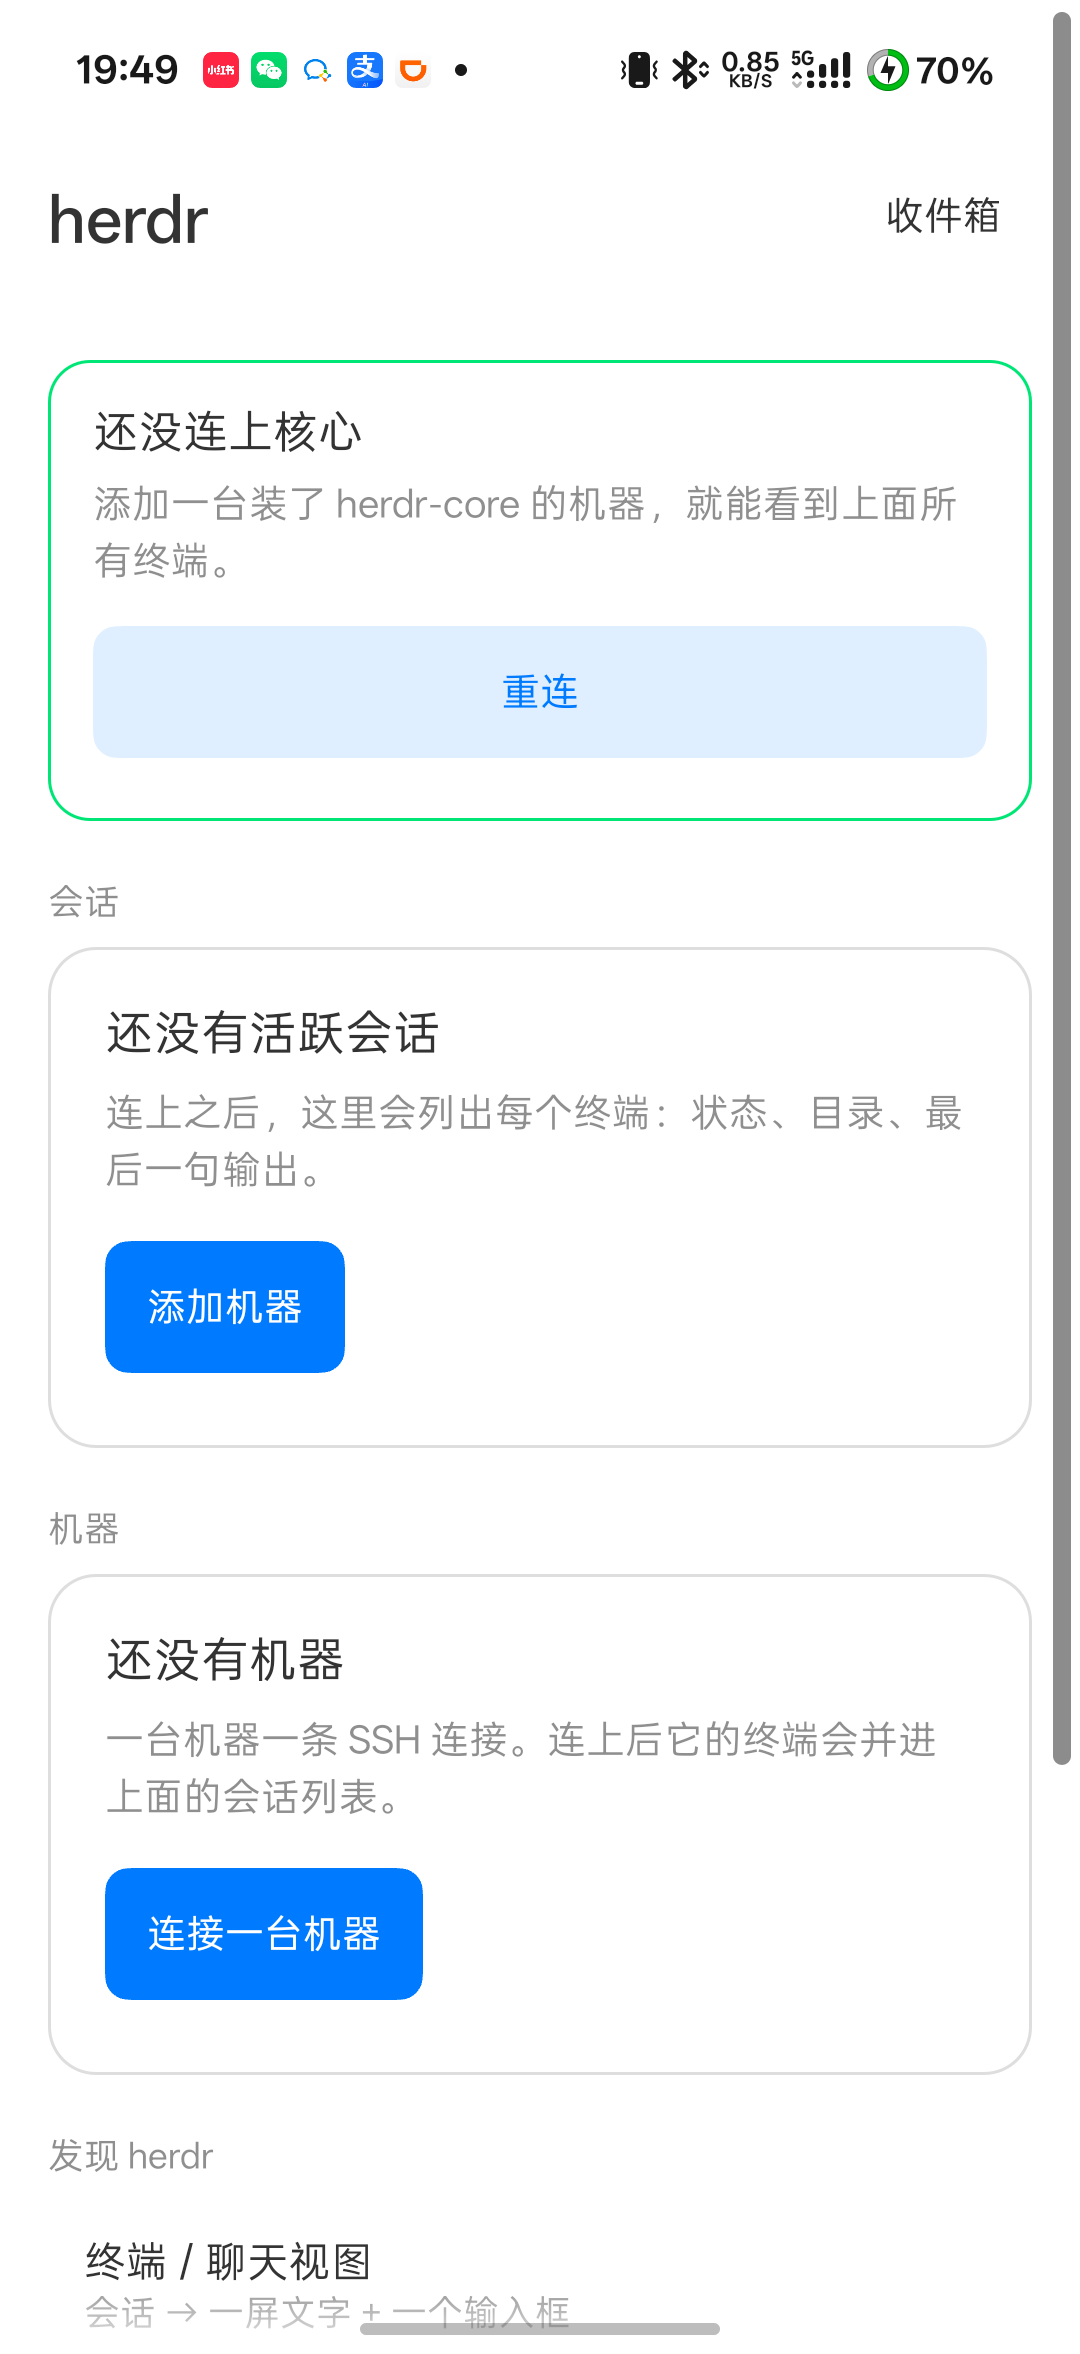 19:49
小红书
支
AI
0.85
KB/S
5G
70%
herdr
收件箱
还没连上核心
添加一台装了 herdr-core 的机器，就能看到上面所
有终端。
重连
会话
还没有活跃会话
连上之后，这里会列出每个终端：状态、目录、最
后一句输出。
添加机器
机器
还没有机器
一台机器一条 SSH 连接。连上后它的终端会并进
上面的会话列表。
连接一台机器
发现 herdr
终端 / 聊天视图
会话 → 一屏文字 + 一个输入框